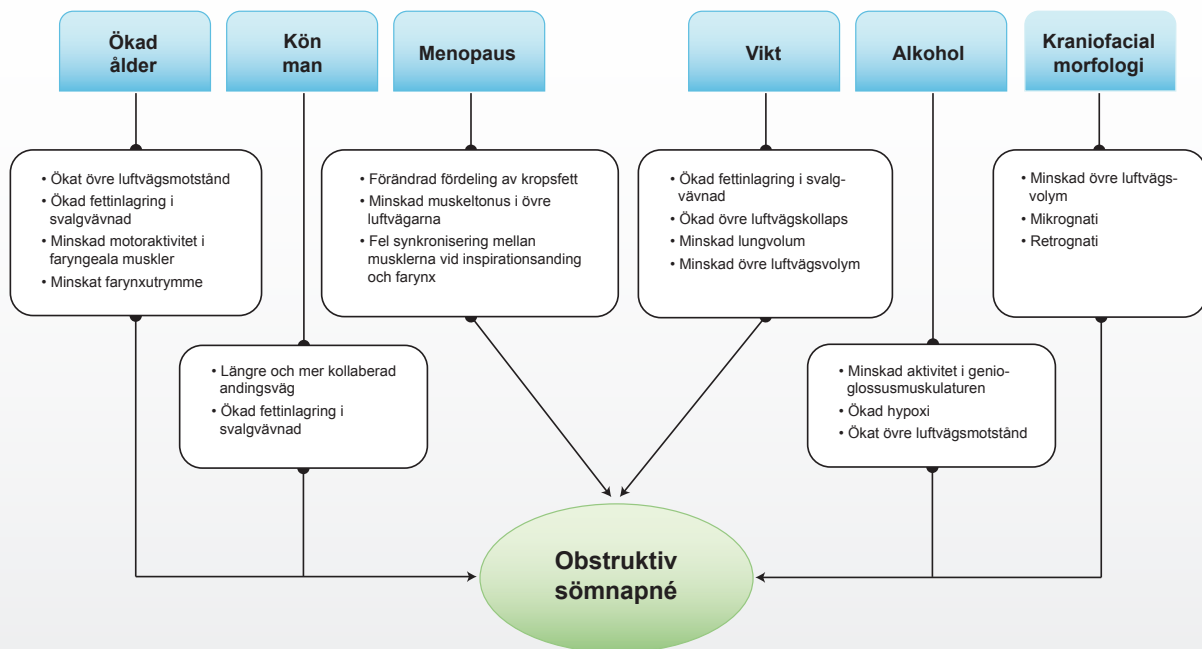 Ökad
ålder
Kön
man
Menopaus
Vikt
Alkohol
Kraniofacial
morfologi
• Ökat övre luftvägsmotstånd
• Ökad fettinlagring i
svalgvävnad
• Minskad motoraktivitet i
faryngeala muskler
• Minskat farynxutrymme
• Förändrad fördeling av kropsfett
• Minskad muskeltonus i övre
luftvägarna
• Fel synkronisering mellan
musklerna vid inspirationsanding
och farynx
• Ökad fettinlagring i svalg-
vävnad
• Ökad övre luftvägskollaps
• Minskad lungvolum
• Minskad övre luftvägsvolym
• Minskad övre luftvägs-
volym
• Mikrognati
• Retrognati
• Längre och mer kollaberad
andingsväg
• Ökad fettinlagring i
svalgvävnad
• Minskad aktivitet i genio-
glossusmuskulaturen
• Ökad hypoxi
• Ökat övre luftvägsmotstånd
Obstruktiv
sömnapné